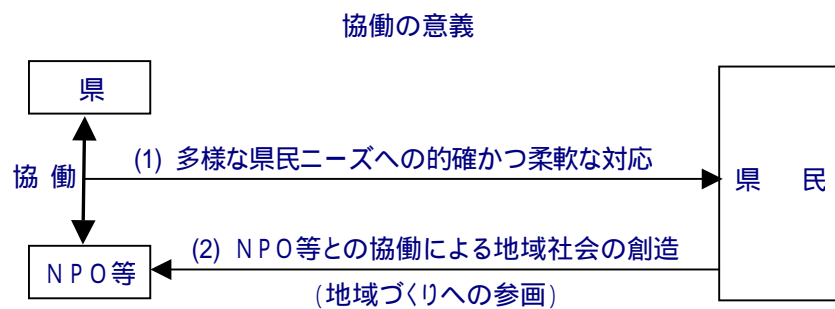 協働の意義
県
(1) 多様な県民ニーズへの的確かつ柔軟な対応
協 働
県 民
(2) NPO等との協働による地域社会の創造
NPO等
(地域づくりへの参画)